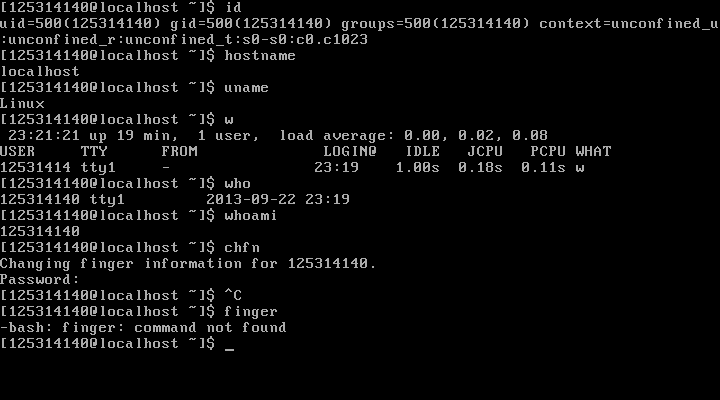 [125314140@localhost ~]$ id
uid=500(125314140) gid=500(125314140) groups=500(125314140) context=unconfined_u
:unconfined_r:unconfined_t:s0-s0:c0.c1023
[125314140@localhost ~]$ hostname
localhost
[125314140@localhost ~]$ uname
Linux
[125314140@localhost ~]$ w
 23:21:21 up 19 min,  1 user,  load average: 0.00, 0.02, 0.08
USER     TTY      FROM              LOGIN@   IDLE   JCPU   PCPU WHAT
12531414 tty1     -                23:19    1.00s  0.18s  0.11s w
[125314140@localhost ~]$ who
125314140 tty1         2013-09-22 23:19
[125314140@localhost ~]$ whoami
125314140
[125314140@localhost ~]$ chfn
Changing finger information for 125314140.
Password:
[125314140@localhost ~]$ ^C
[125314140@localhost ~]$ finger
-bash: finger: command not found
[125314140@localhost ~]$ _